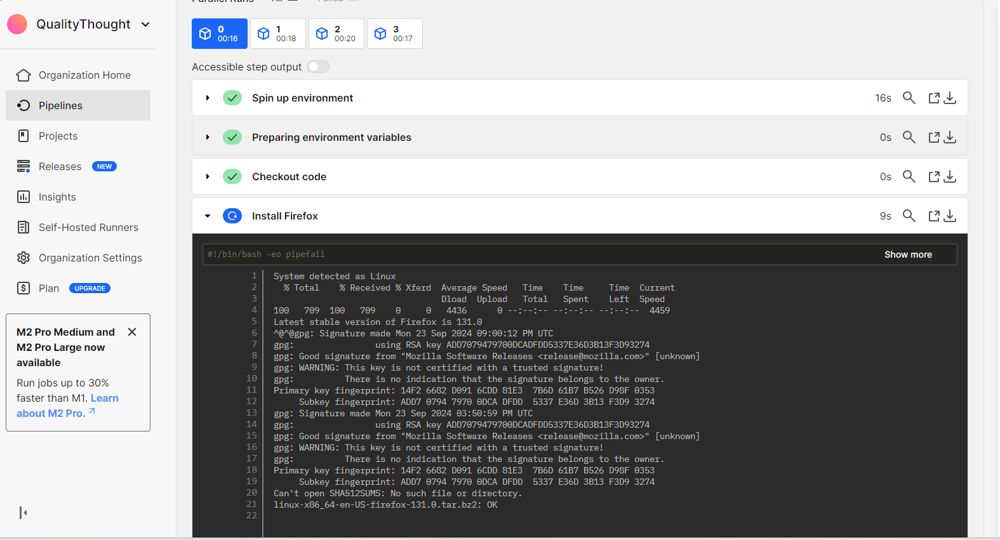 QualityThought
Organization Home
Pipelines
Projects
Releases NEW
Insights
Self-Hosted Runners
Organization Settings
Plan UPGRADE
M2 Pro Medium and
M2 Pro Large now
available
Run jobs up to 30%
faster than M1. Learn
about M2 Pro.
Parallel Runs All Failed
0 00:16
1 00:18
2 00:20
3 00:17
Accessible step output
Spin up environment 16s
Preparing environment variables 0s
Checkout code 0s
Install Firefox 9s
#!/bin/bash -eo pipefail Show more
1 System detected as Linux
2 % Total % Received % Xferd Average Speed Time Time Time Current
3 Dload Upload Total Spent Left Speed
4 100 709 100 709 0 0 4436 0 --:--:-- --:--:-- --:--:-- 4459
5 Latest stable version of Firefox is 131.0
6 ^@^@gpg: Signature made Mon 23 Sep 2024 09:00:12 PM UTC
7 gpg: using RSA key ADD7079479700DCADFDD5337E36D3B13F3D93274
8 gpg: Good signature from "Mozilla Software Releases <release@mozilla.com>" [unknown]
9 gpg: WARNING: This key is not certified with a trusted signature!
10 gpg: There is no indication that the signature belongs to the owner.
11 Primary key fingerprint: 14F2 6682 D091 6CDD 81E3 7B6D 61B7 B526 D98F 0353
12 Subkey fingerprint: ADD7 0794 7970 0DCA DFDD 5337 E36D 3B13 F3D9 3274
13 gpg: Signature made Mon 23 Sep 2024 03:50:59 PM UTC
14 gpg: using RSA key ADD7079479700DCADFDD5337E36D3B13F3D93274
15 gpg: Good signature from "Mozilla Software Releases <release@mozilla.com>" [unknown]
16 gpg: WARNING: This key is not certified with a trusted signature!
17 gpg: There is no indication that the signature belongs to the owner.
18 Primary key fingerprint: 14F2 6682 D091 6CDD 81E3 7B6D 61B7 B526 D98F 0353
19 Subkey fingerprint: ADD7 0794 7970 0DCA DFDD 5337 E36D 3B13 F3D9 3274
20 Can't open SHA512SUMS: No such file or directory.
21 linux-x86_64-en-US-firefox-131.0.tar.bz2: OK
22